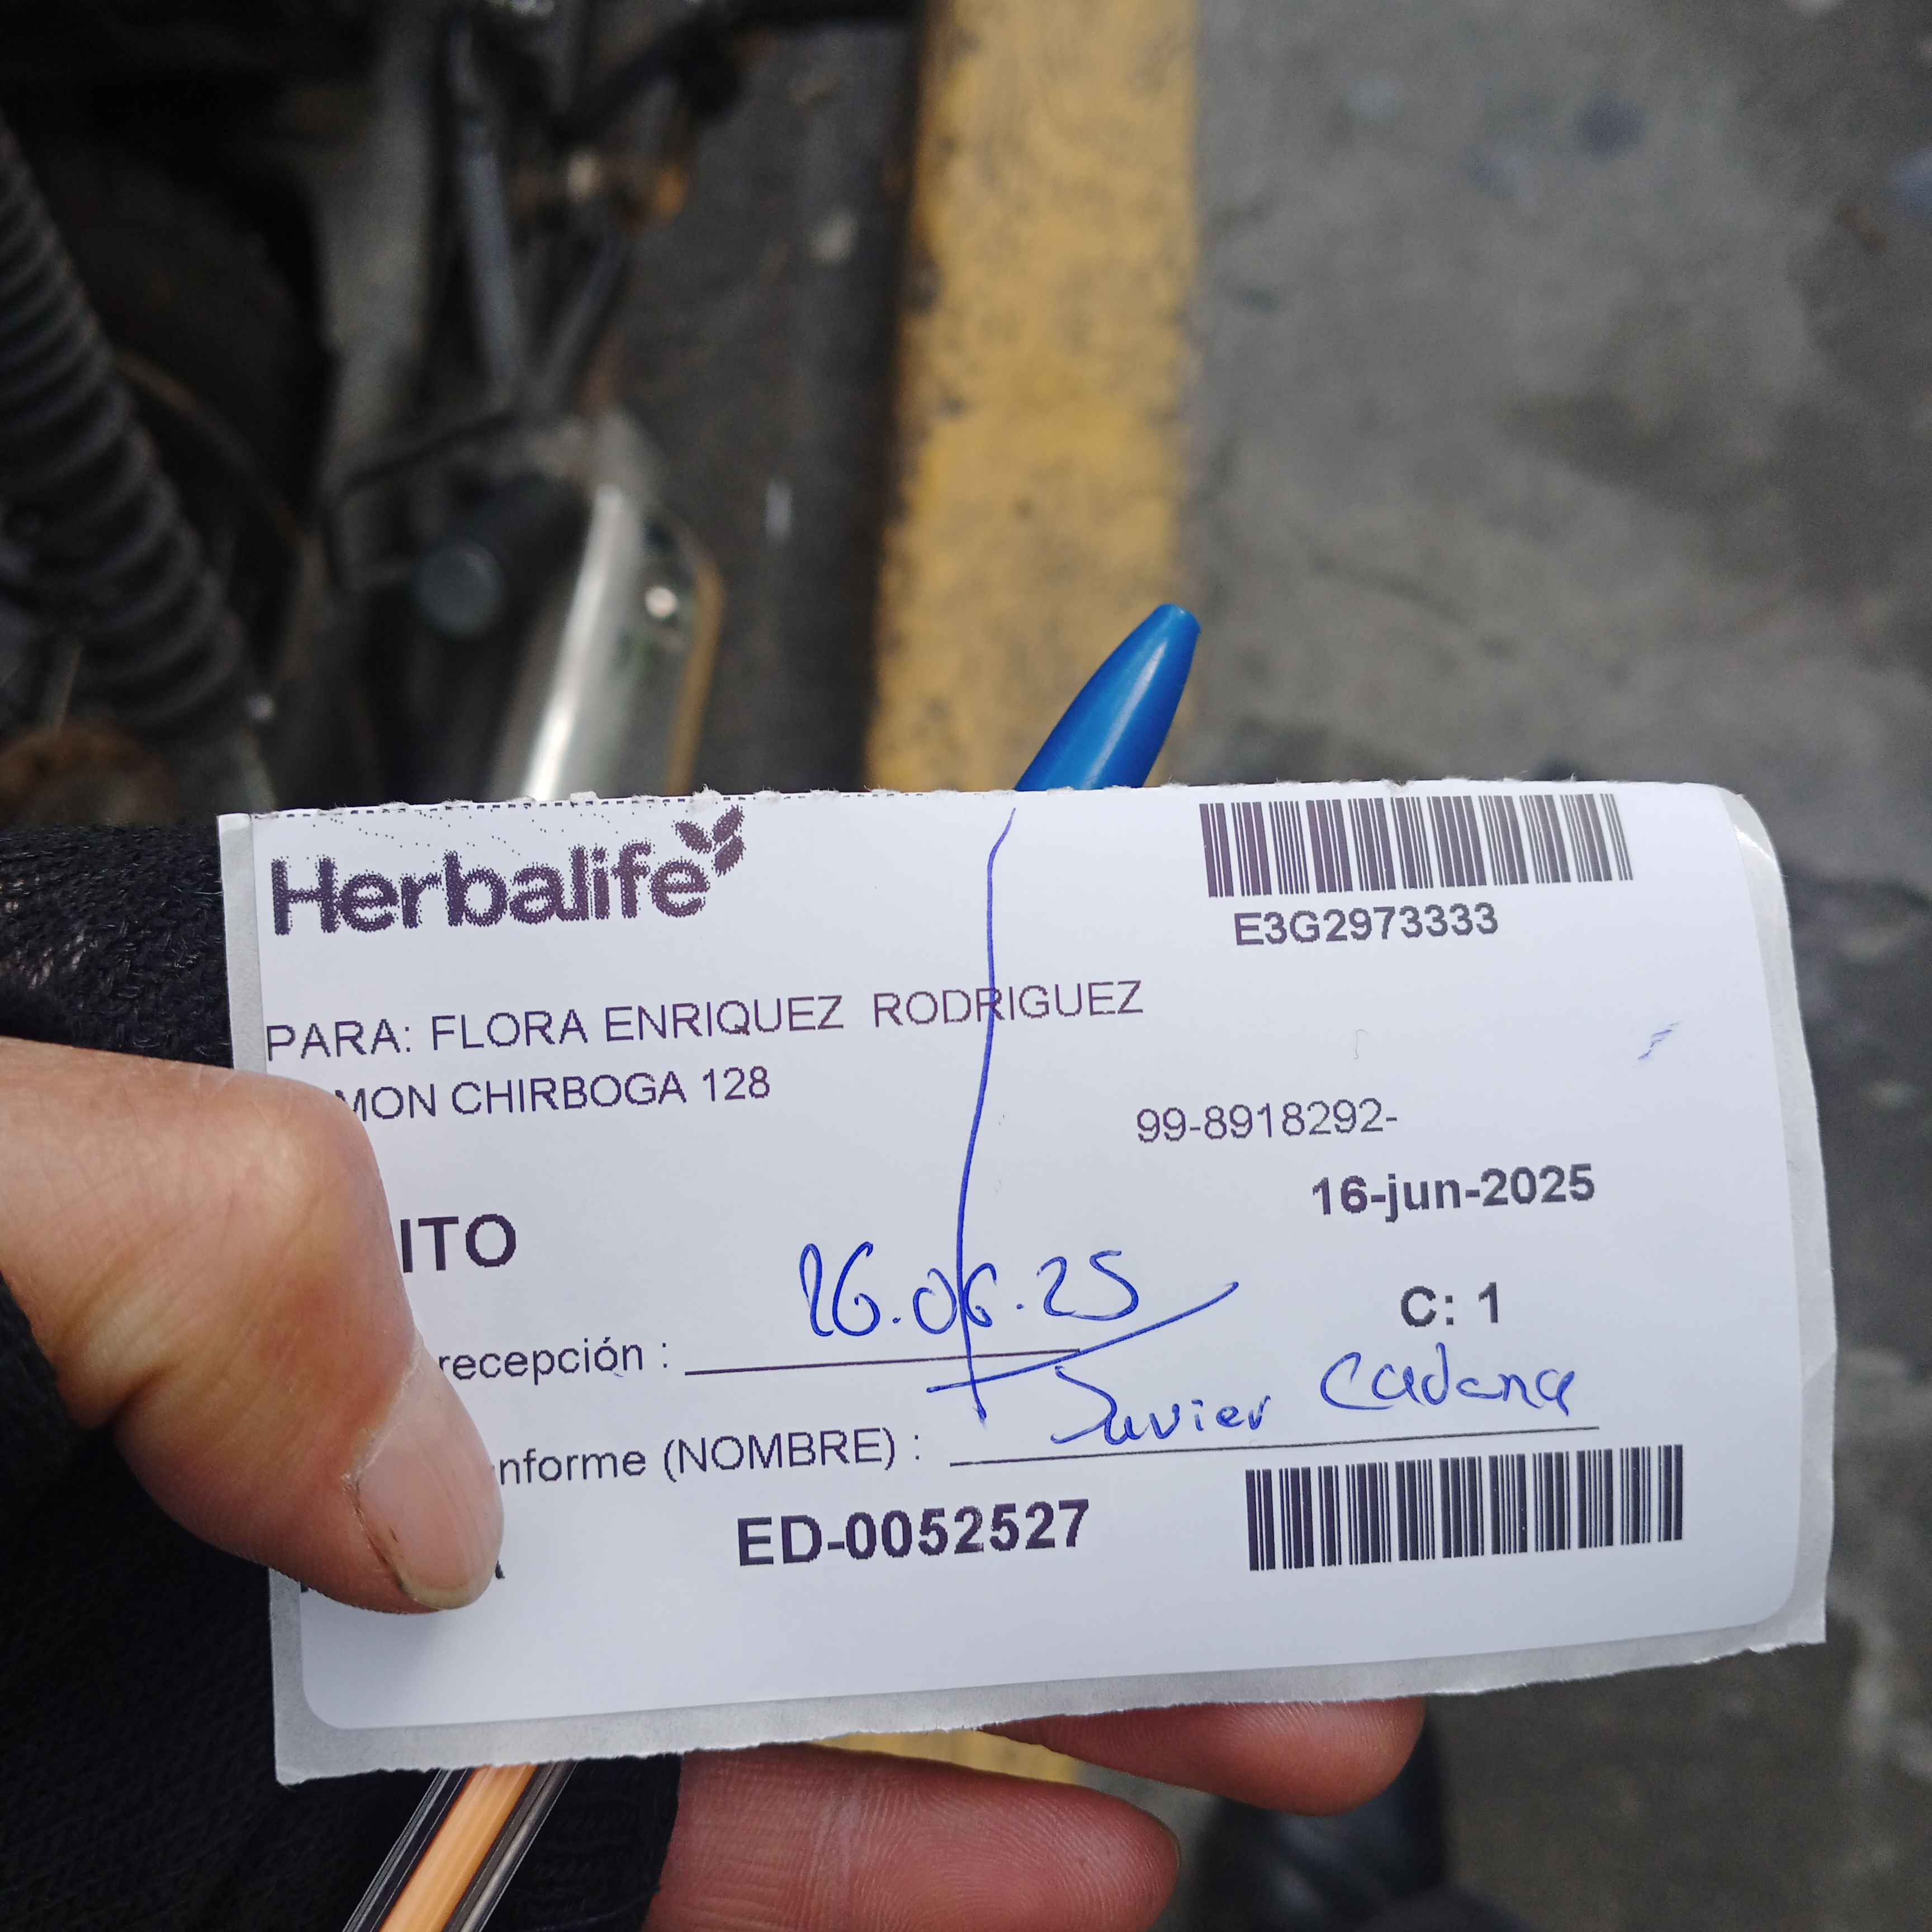 Herbalife
E3G2973333
PARA: FLORA ENRIQUEZ RODRIGUEZ
MON CHIRBOGA 128
99-8918292-
16-jun-2025
ITO
C: 1
recepción : 26.06.25
nforme (NOMBRE) : Javier Cadena
ED-0052527